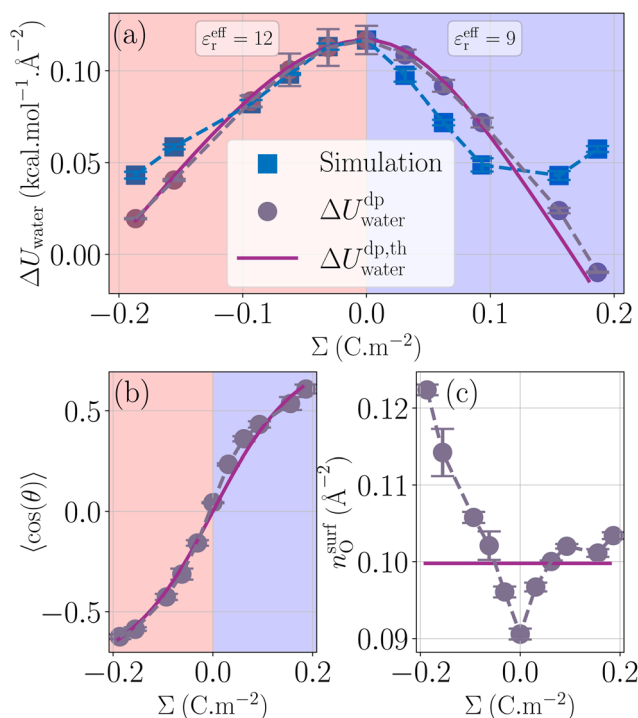 (a)
ε_r^eff = 12
ε_r^eff = 9
ΔU_water (kcal.mol⁻¹.Å⁻²)
0.10
0.05
0.00
Simulation
ΔU_water^dp
ΔU_water^dp,th
−0.2 −0.1 0.0 0.1 0.2
Σ (C.m⁻²)
(b)
⟨cos(θ)⟩
0.5
0.0
−0.5
−0.2 0.0 0.2
Σ (C.m⁻²)
(c)
n_O^surf (Å⁻²)
0.12
0.11
0.10
0.09
−0.2 0.0 0.2
Σ (C.m⁻²)